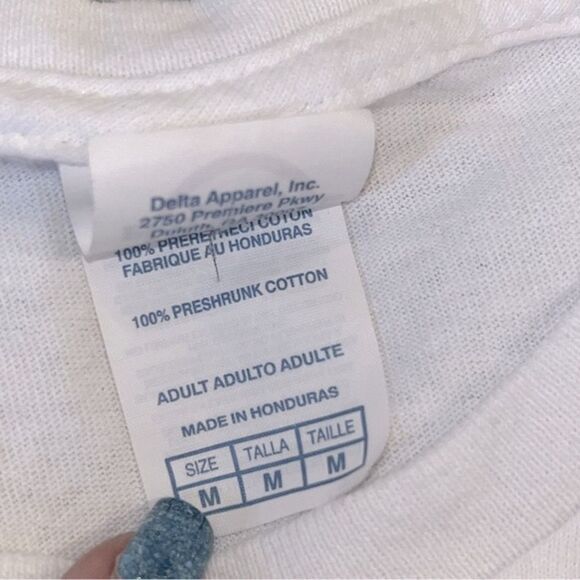 Delta Apparel, Inc.
2750 Premiere Pkwy
100% COTON
FABRIQUE AU HONDURAS
100% PRESHRUNK COTTON
ADULT ADULTO ADULTE
MADE IN HONDURAS
SIZE TALLA TAILLE
M M M